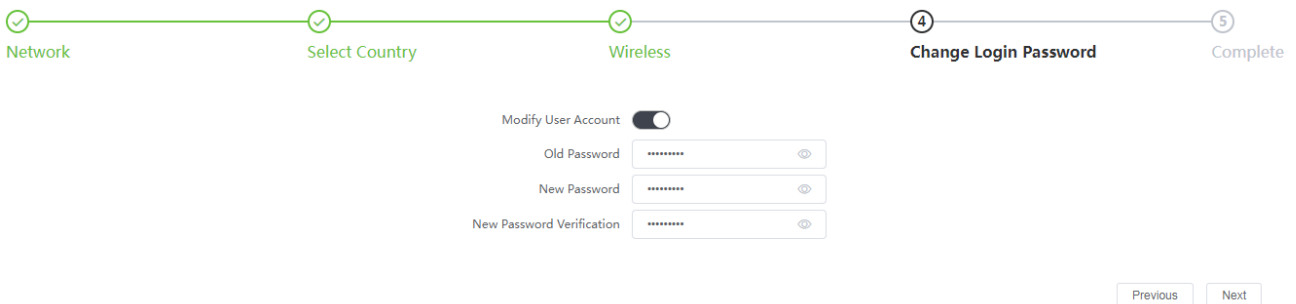 4
5
Network
Select Country
Wireless
Change Login Password
Complete
Modify User Account
Old Password •••••••••
New Password •••••••••
New Password Verification •••••••••
Previous
Next